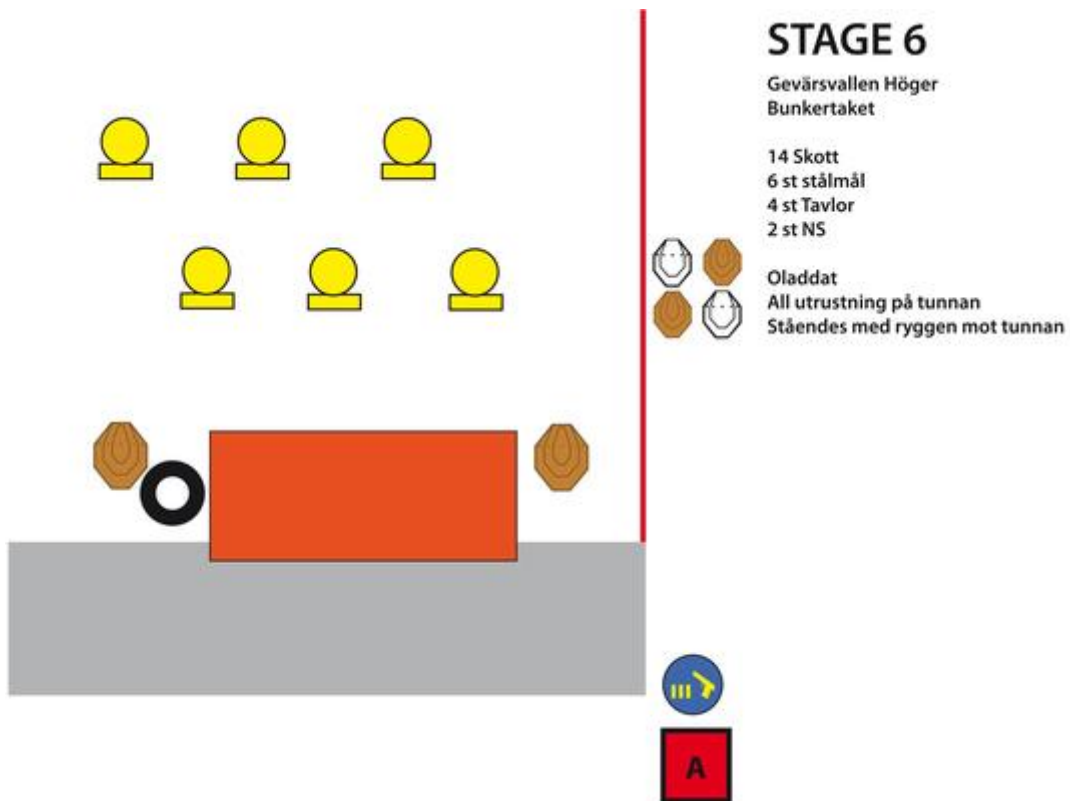 STAGE 6
Gevärsvallen Höger
Bunkertaket
14 Skott
6 st stålmål
4 st Tavlor
2 st NS
Oladdat
All utrustning på tunnan
Ståendes med ryggen mot tunnan
A